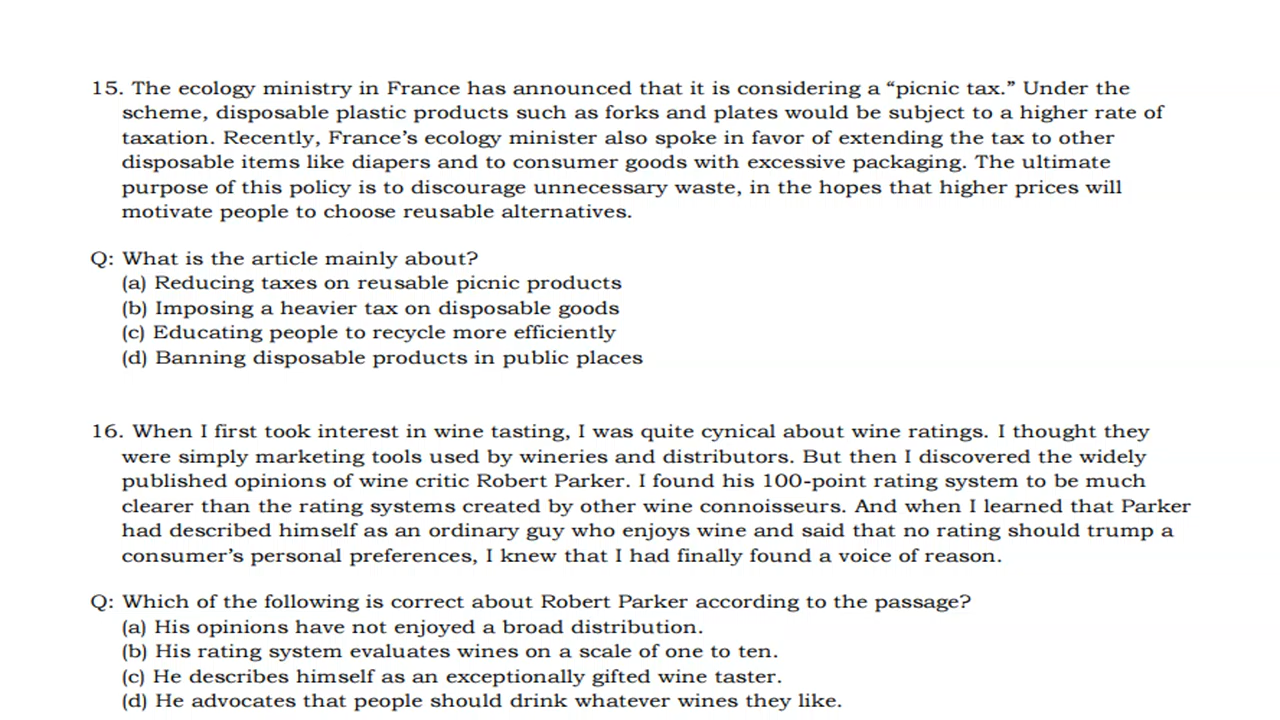 15. The ecology ministry in France has announced that it is considering a “picnic tax.” Under the
scheme, disposable plastic products such as forks and plates would be subject to a higher rate of
taxation. Recently, France’s ecology minister also spoke in favor of extending the tax to other
disposable items like diapers and to consumer goods with excessive packaging. The ultimate
purpose of this policy is to discourage unnecessary waste, in the hopes that higher prices will
motivate people to choose reusable alternatives.
Q: What is the article mainly about?
(a) Reducing taxes on reusable picnic products
(b) Imposing a heavier tax on disposable goods
(c) Educating people to recycle more efficiently
(d) Banning disposable products in public places
16. When I first took interest in wine tasting, I was quite cynical about wine ratings. I thought they
were simply marketing tools used by wineries and distributors. But then I discovered the widely
published opinions of wine critic Robert Parker. I found his 100-point rating system to be much
clearer than the rating systems created by other wine connoisseurs. And when I learned that Parker
had described himself as an ordinary guy who enjoys wine and said that no rating should trump a
consumer’s personal preferences, I knew that I had finally found a voice of reason.
Q: Which of the following is correct about Robert Parker according to the passage?
(a) His opinions have not enjoyed a broad distribution.
(b) His rating system evaluates wines on a scale of one to ten.
(c) He describes himself as an exceptionally gifted wine taster.
(d) He advocates that people should drink whatever wines they like.